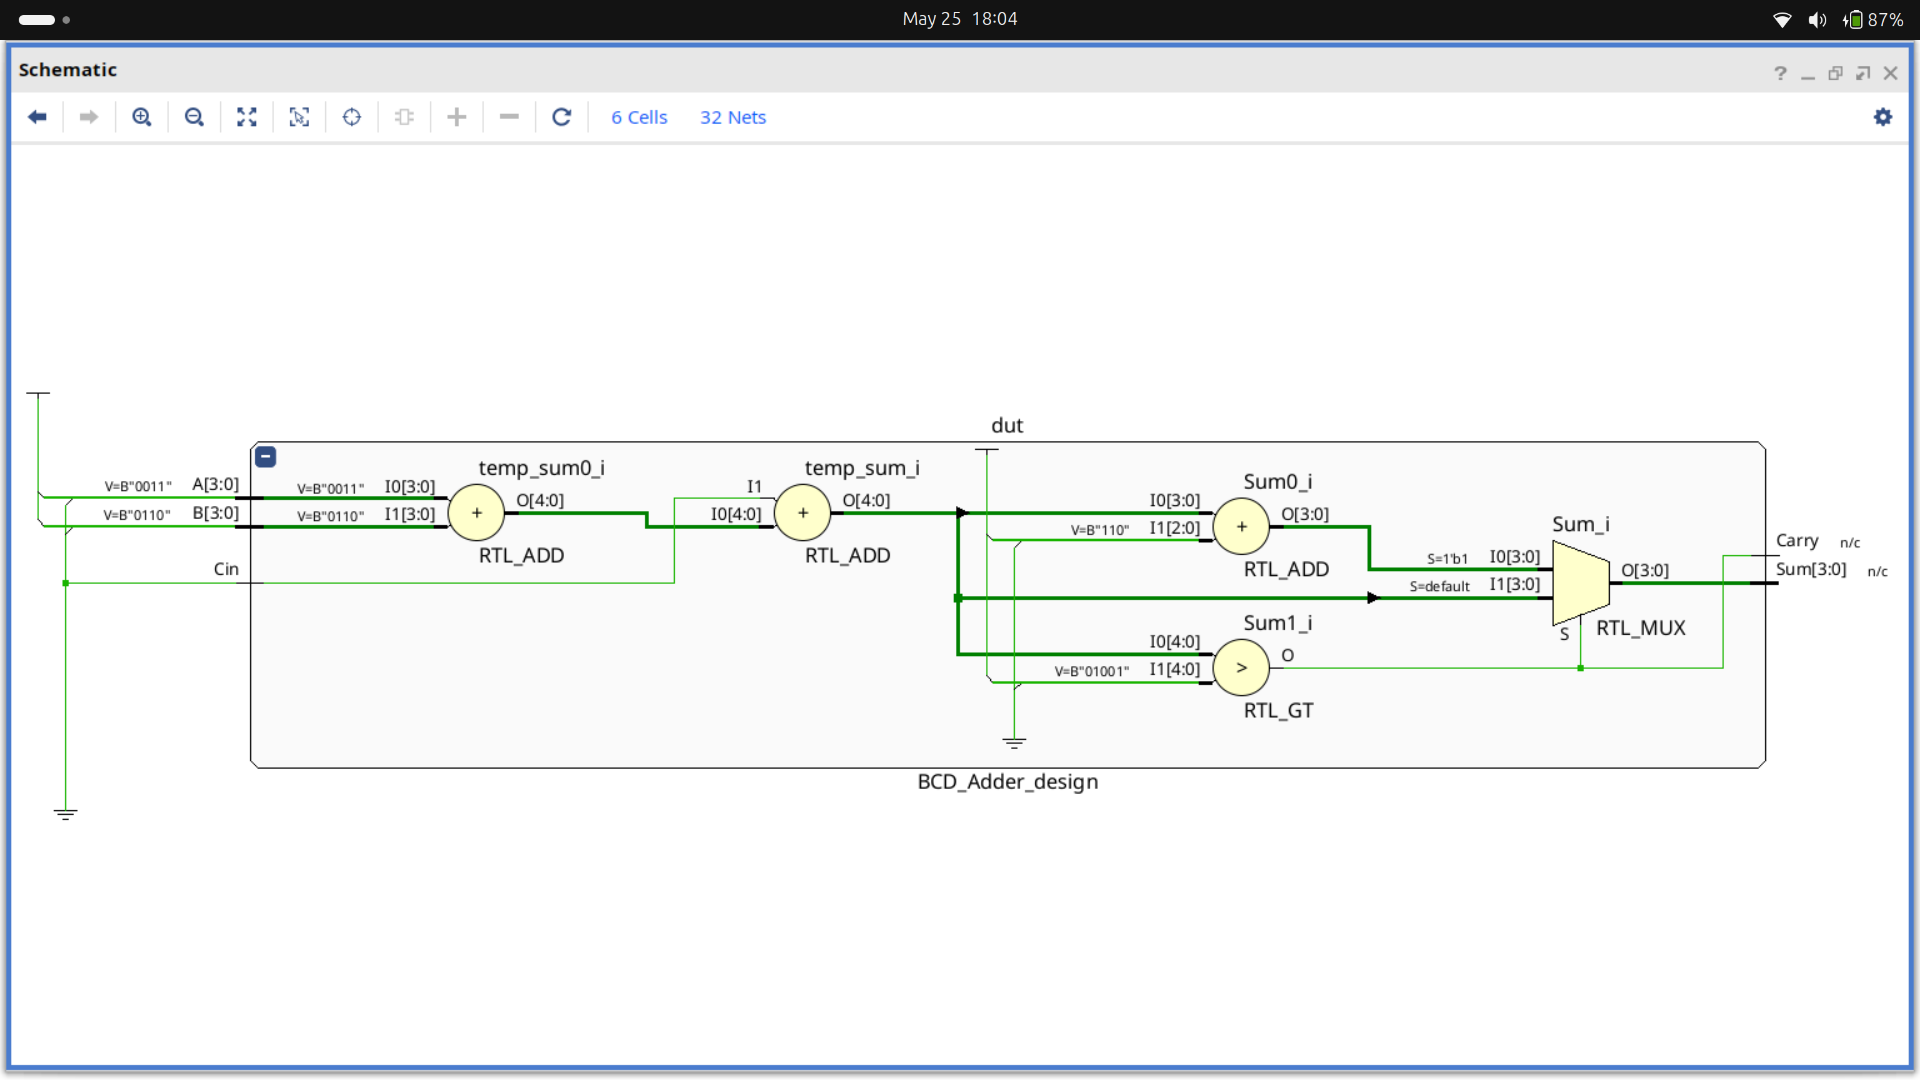 May 25 18:04
87%
Schematic
?
6 Cells
32 Nets
dut
temp_sum0_i
temp_sum_i
Sum0_i
V=B"0011" A[3:0]
V=B"0011" I0[3:0]
+
O[4:0]
RTL_ADD
V=B"0110" B[3:0]
V=B"0110" I1[3:0]
Cin
I1
I0[4:0]
+
O[4:0]
RTL_ADD
I0[3:0]
V=B"110" I1[2:0]
+
O[3:0]
RTL_ADD
Sum_i
S=1'b1 I0[3:0]
S=default I1[3:0]
O[3:0]
S
RTL_MUX
Carry n/c
Sum[3:0] n/c
Sum1_i
I0[4:0]
V=B"01001" I1[4:0]
>
O
RTL_GT
BCD_Adder_design